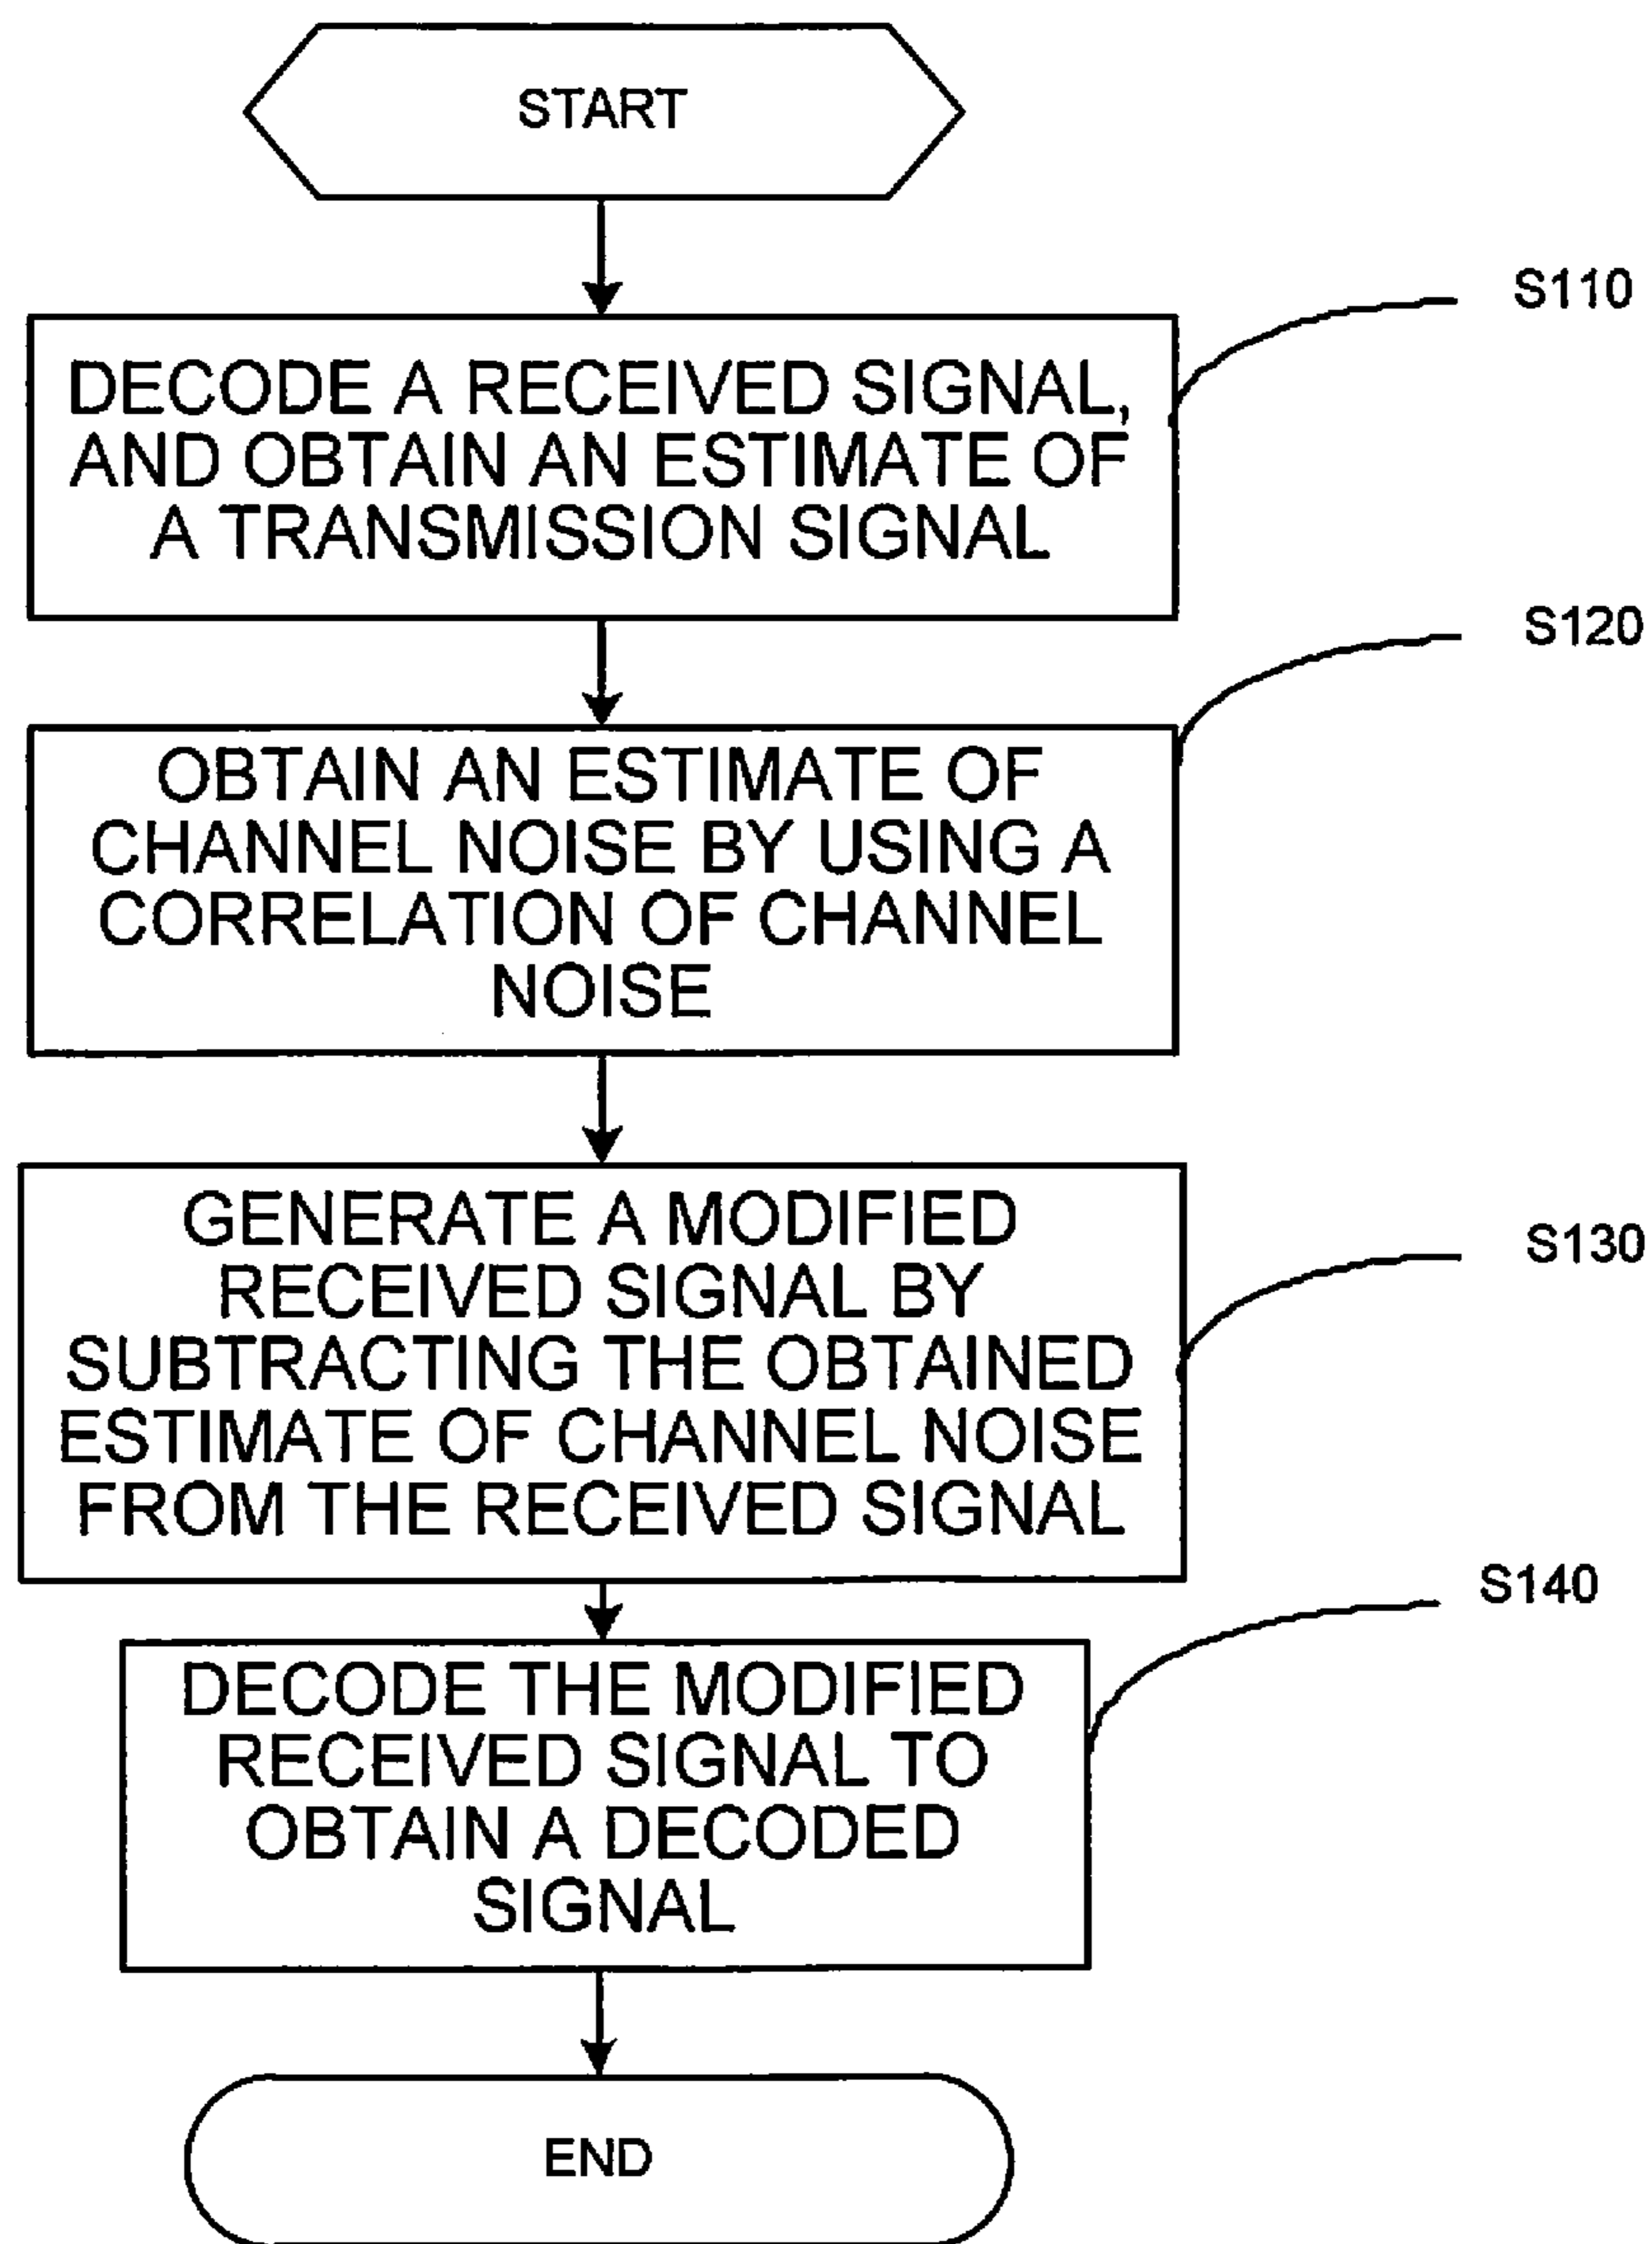 START
S110
DECODE A RECEIVED SIGNAL,
AND OBTAIN AN ESTIMATE OF
A TRANSMISSION SIGNAL
S120
OBTAIN AN ESTIMATE OF
CHANNEL NOISE BY USING A
CORRELATION OF CHANNEL
NOISE
S130
GENERATE A MODIFIED
RECEIVED SIGNAL BY
SUBTRACTING THE OBTAINED
ESTIMATE OF CHANNEL NOISE
FROM THE RECEIVED SIGNAL
S140
DECODE THE MODIFIED
RECEIVED SIGNAL TO
OBTAIN A DECODED
SIGNAL
END